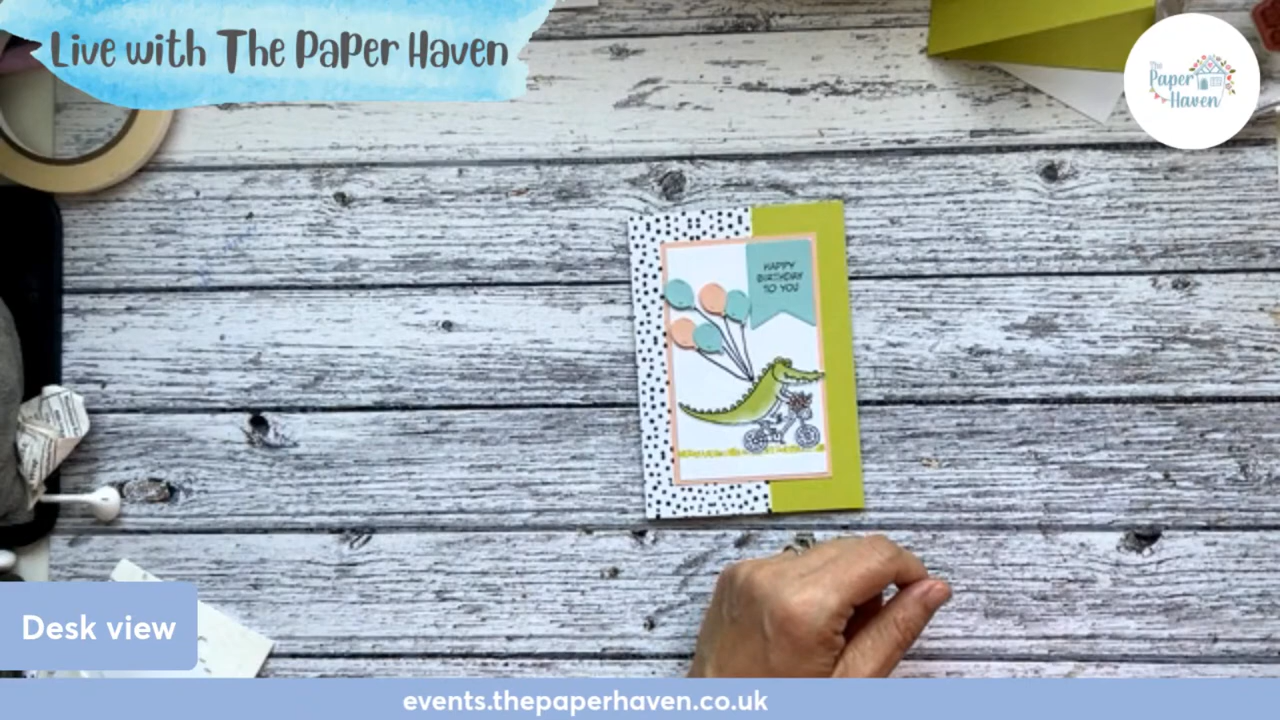 Live with The Paper Haven
The
Paper
Haven
HAPPY
BIRTHDAY
TO YOU
Desk view
events.thepaperhaven.co.uk